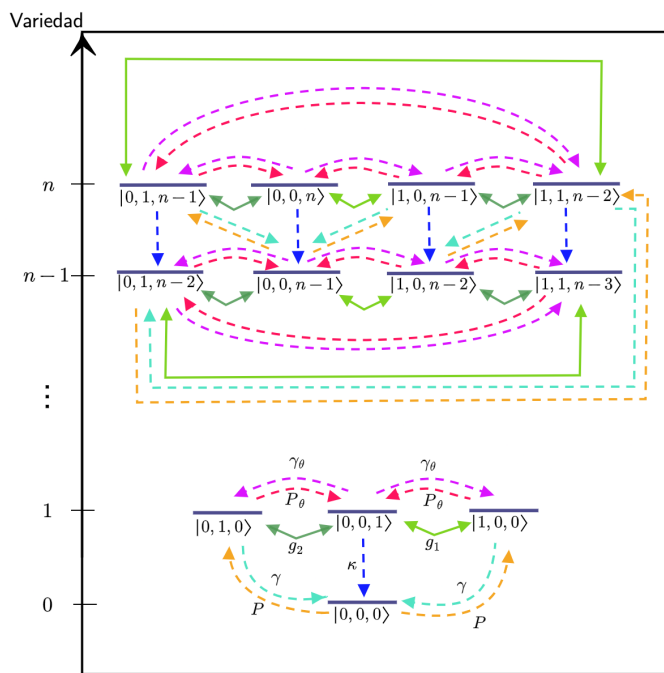 Variedad
n
|0, 1, n−1⟩ |0, 0, n⟩ |1, 0, n−1⟩ |1, 1, n−2⟩
n−1
|0, 1, n−2⟩ |0, 0, n−1⟩ |1, 0, n−2⟩ |1, 1, n−3⟩
⋮
γ_θ γ_θ
P_θ P_θ
1
|0, 1, 0⟩ |0, 0, 1⟩ |1, 0, 0⟩
g_2 g_1
κ
γ γ
0
P |0, 0, 0⟩ P